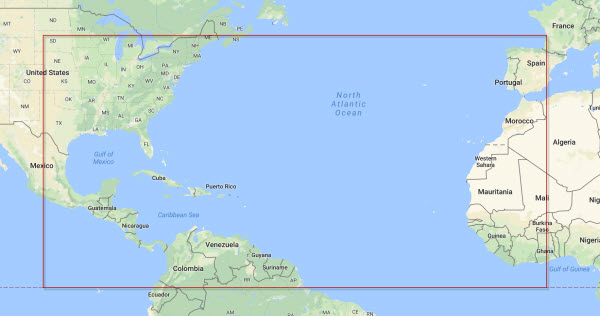 ND
MN
SD
WI
MI
NB
PE
ME
NS
VT
NH
NY
MA
CT RI
WY
NE
IA
IL
IN
OH
PA
NJ
MD
United States
CO
KS
MO
WV
KY
VA
OK
AR
TN
NC
SC
NM
TX
LA
MS
AL
GA
FL
France
Spain
Portugal
North
Atlantic
Ocean
Morocco
Algeria
Western
Sahara
Mexico
Gulf of
Mexico
Cuba
Puerto Rico
Guatemala
Caribbean Sea
Nicaragua
Mauritania
Mali
Burkina
Faso
Guinea
Ghana
Nigeria
Gulf of Guinea
Venezuela
Guyana
Suriname
Colombia
Ecuador
RR
AP